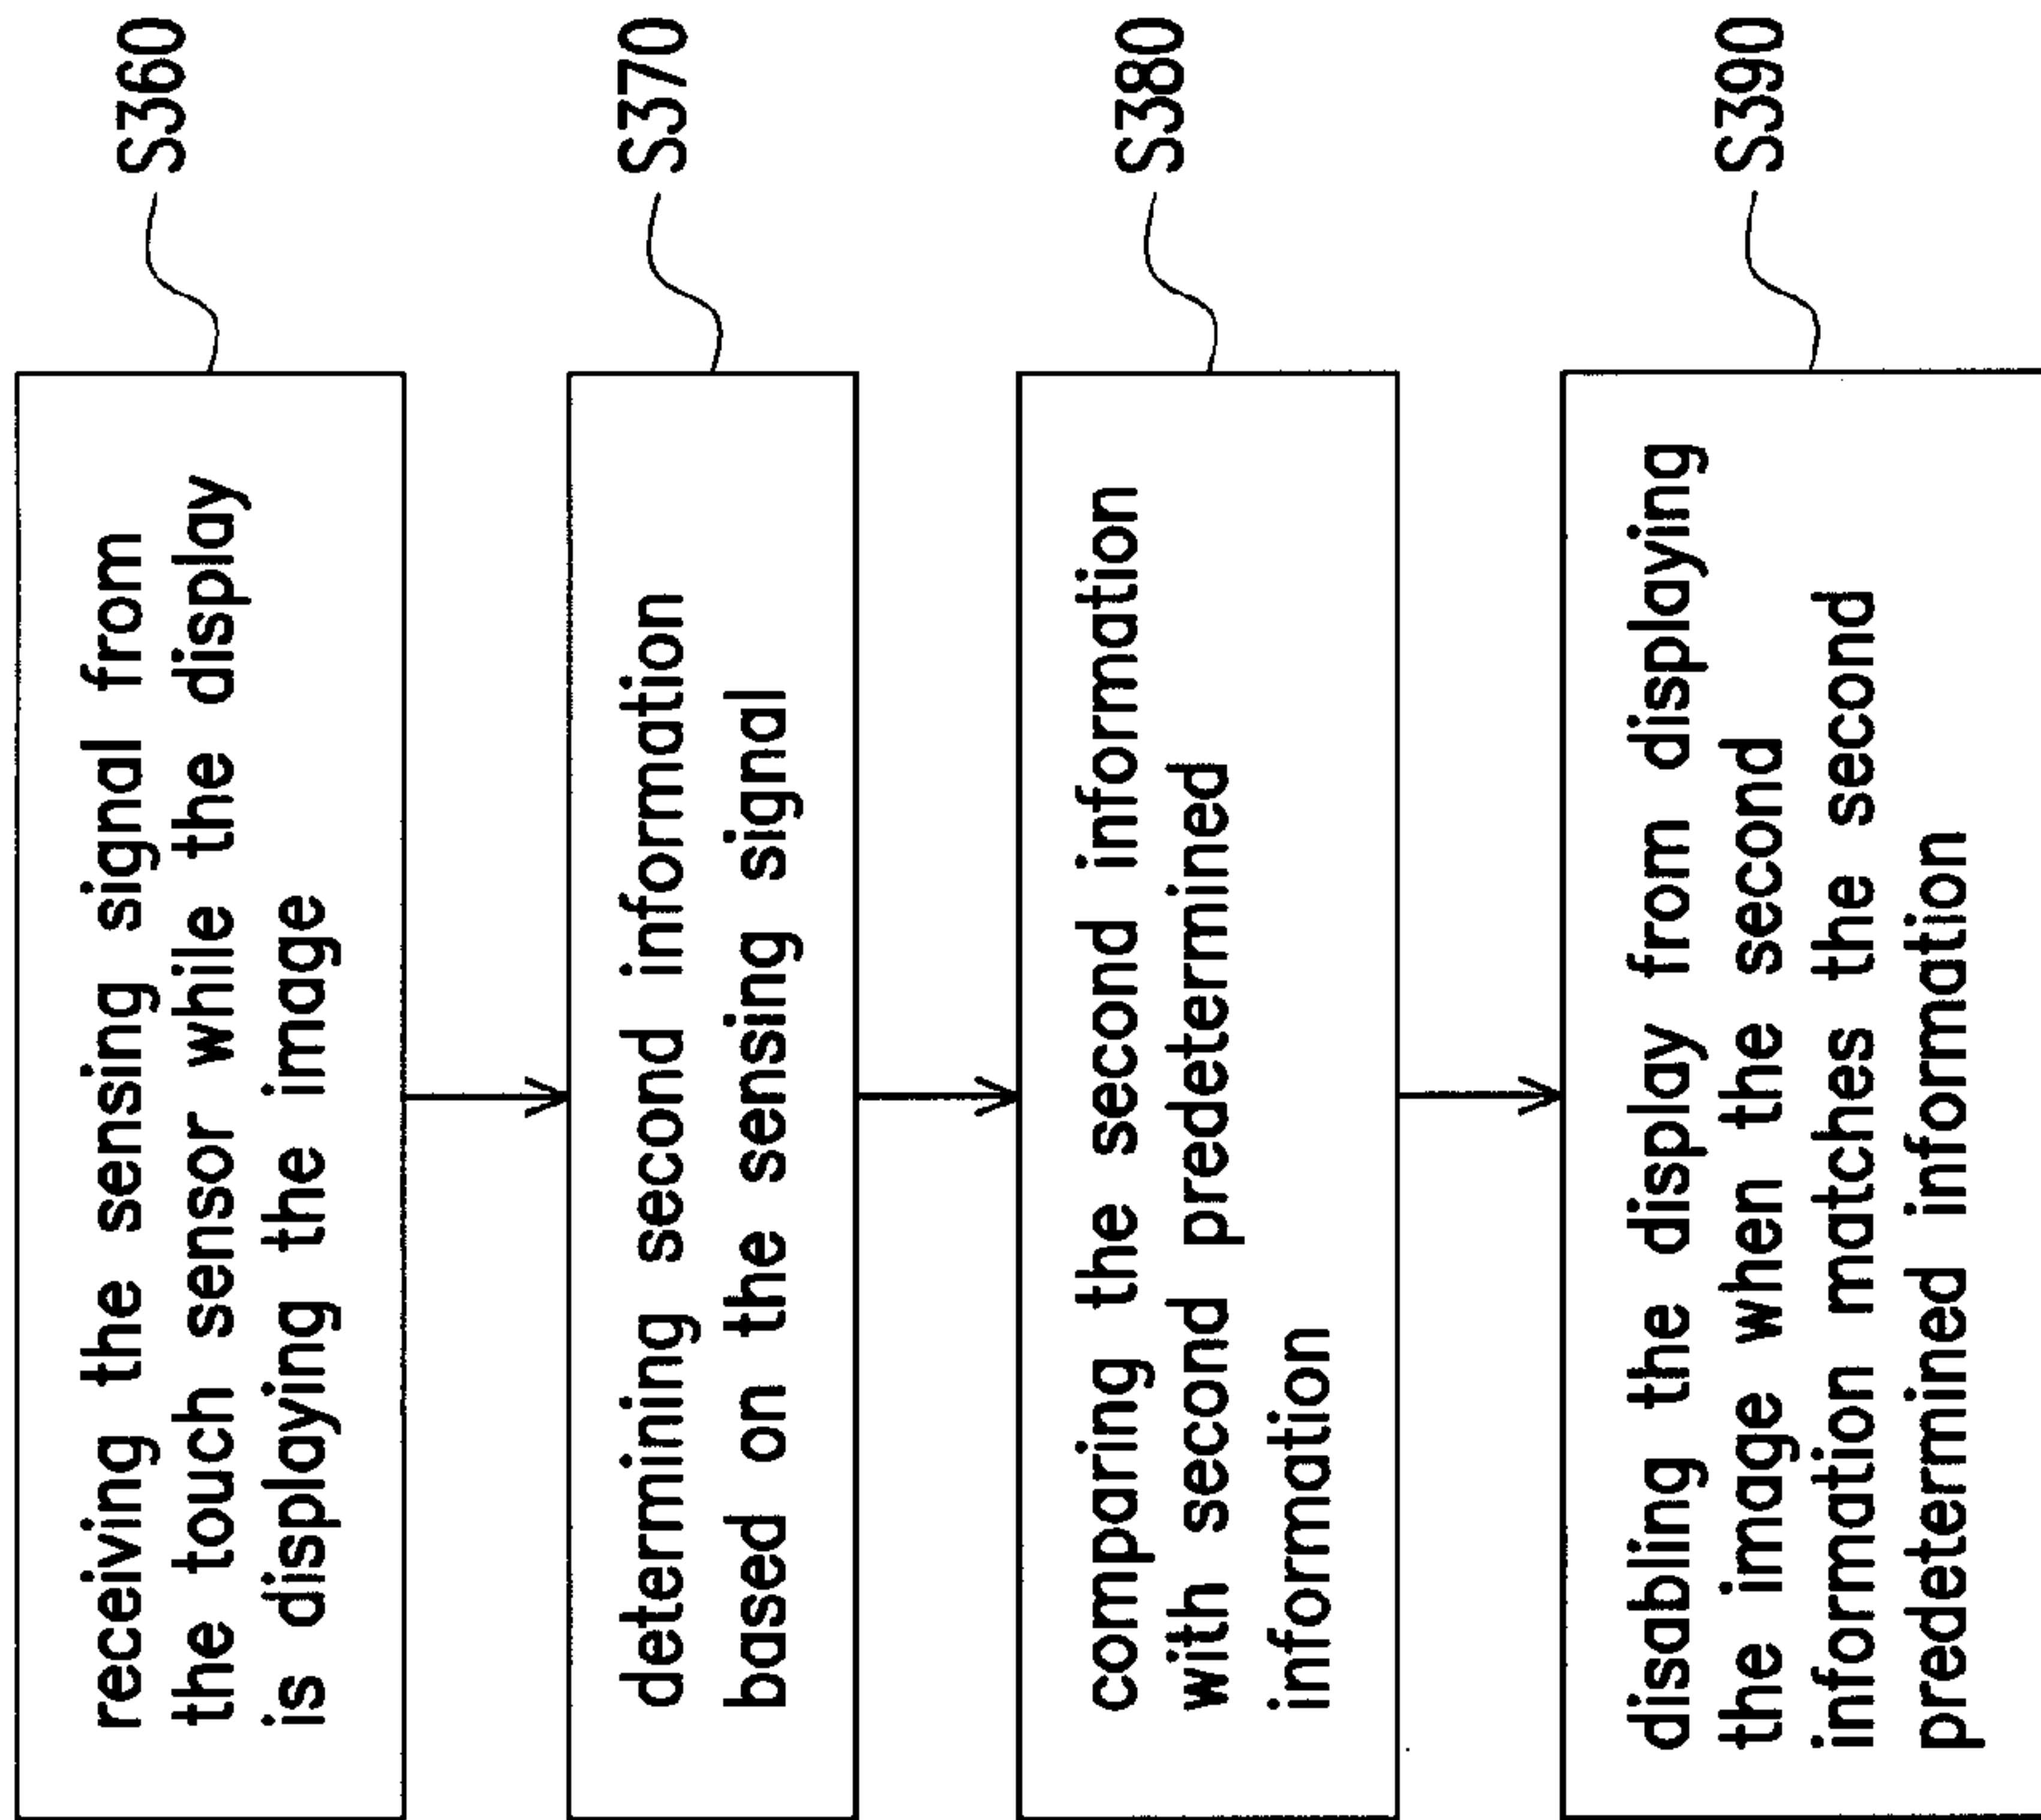 receiving the sensing signal from
the touch sensor while the display
is displaying the image
S360
determining second information
based on the sensing signal
S370
comparing the second information
with second predetermined
information
S380
disabling the display from displaying
the image when the second
information matches the second
predetermined information
S390